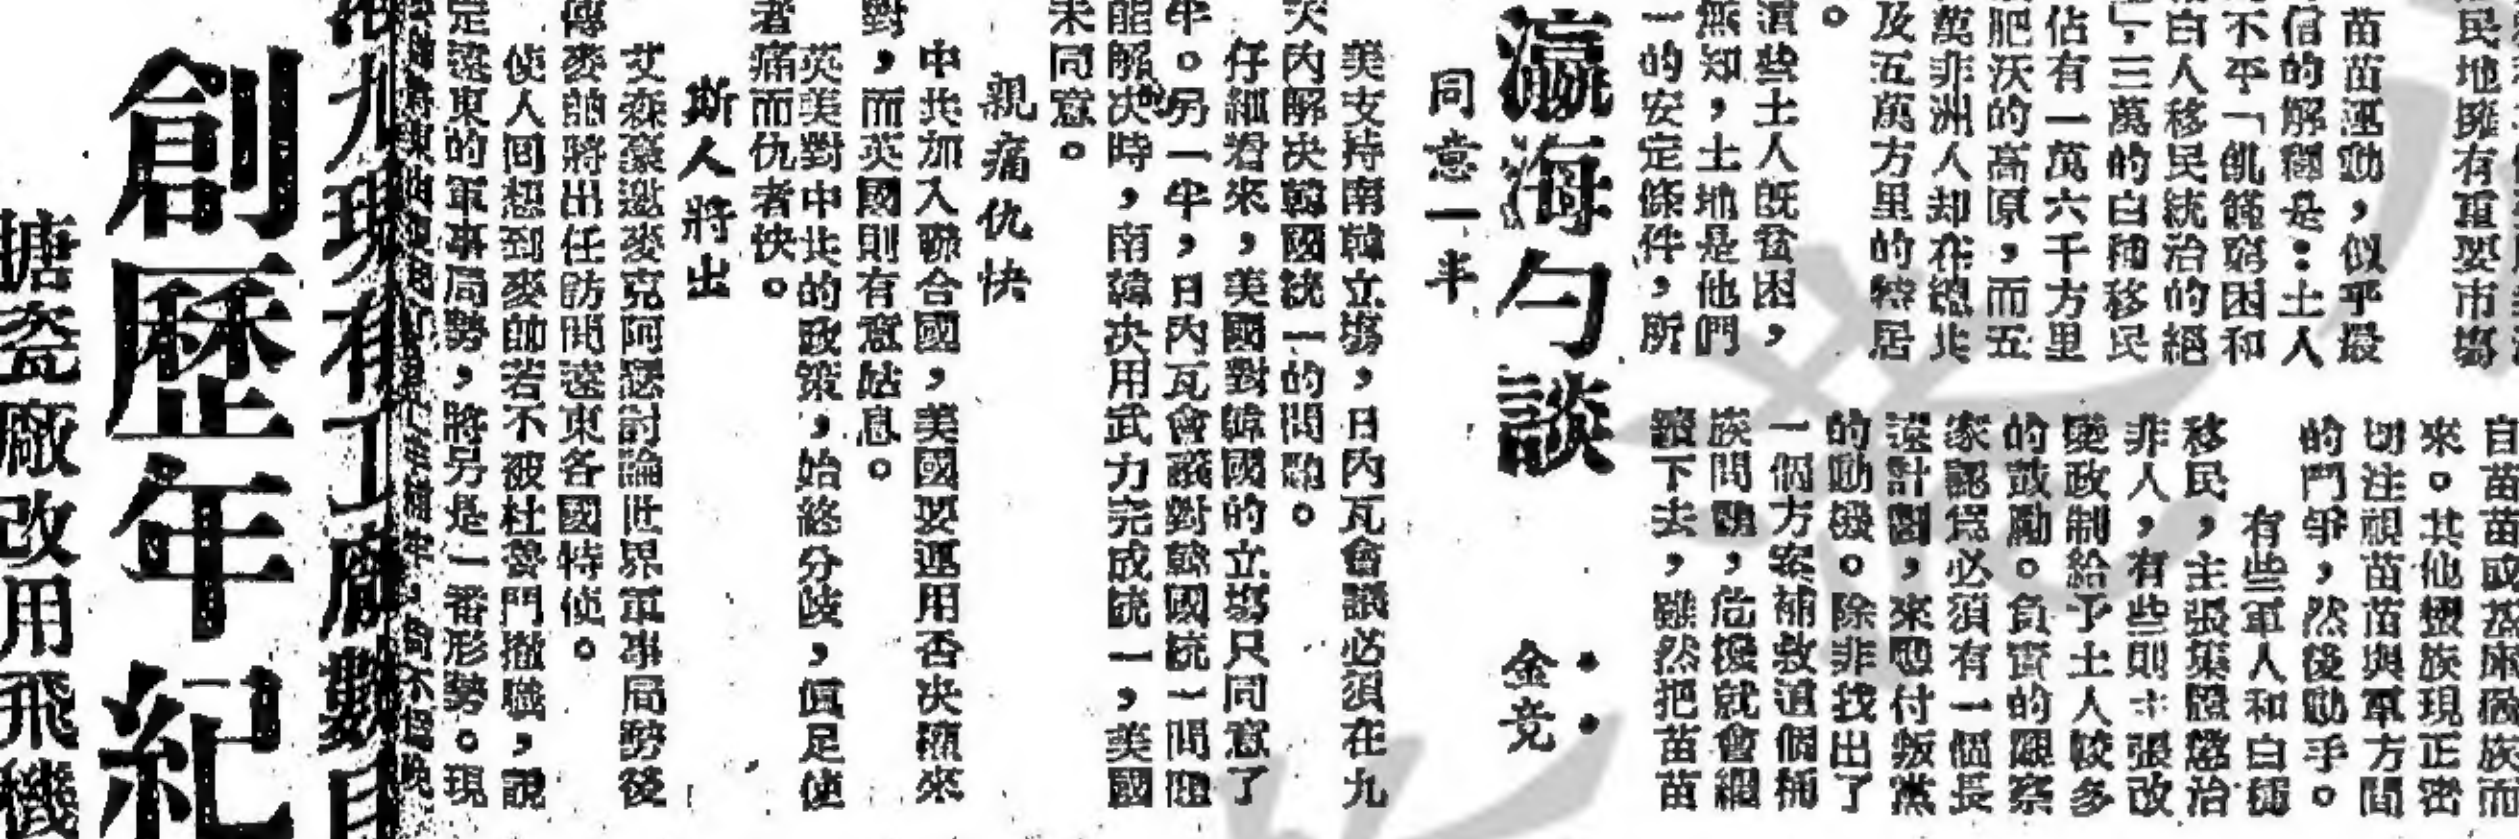 民地擁有重要市場
苗苗運動，似乎最
信的解釋是：土人
不平「飢餓窮困和
白人移民統治的絕
」，三萬的白種移民
佔有一萬六千方里
肥沃的高原，而五
萬非洲人却在總共
及五萬方里的特居
。
這些土人既貧困，
無知，土地是他們
一的安定條件，所
自苗苗或基庫裕族而
來。其他蠻族現正密
切注視苗苗與軍方間
的鬥爭，然後動手。
有些軍人和白種
移民，主張集體懲治
非人，有些則主張改
變政制給予土人較多
的鼓勵。負責的觀察
家認爲必須有一個長
遠計劃，來應付叛黨
的動機。除非找出了
一個方案補救這個種
族問題，危機就會繼
續下去，雖然把苗苗
瀛海勺談
金竞
同意一半
美支持南韓立場，日內瓦會議必須在九
天內解決韓國統一的問題。
仔細看來，美國對韓國的立場只同意了
半。另一半，日內瓦會議對韓國統一問題
能解決時，南韓決用武力完成統一，美國
未同意。
親痛仇快
中共加入聯合國，美國要運用否決權來
對，而英國則有意姑息。
英美對中共的政策，始終分歧，眞足使
者痛而仇者快。
斯人將出
艾森豪邀麥克阿瑟討論世界軍事局勢後
傳麥帥將出任訪問遠東各國特使。
使人回想到麥帥若不被杜魯門撤職，說
定遠東的軍事局勢，將另是一番形勢。現
九現有工廠數目
創歷年紀
搪瓷廠改用飛機